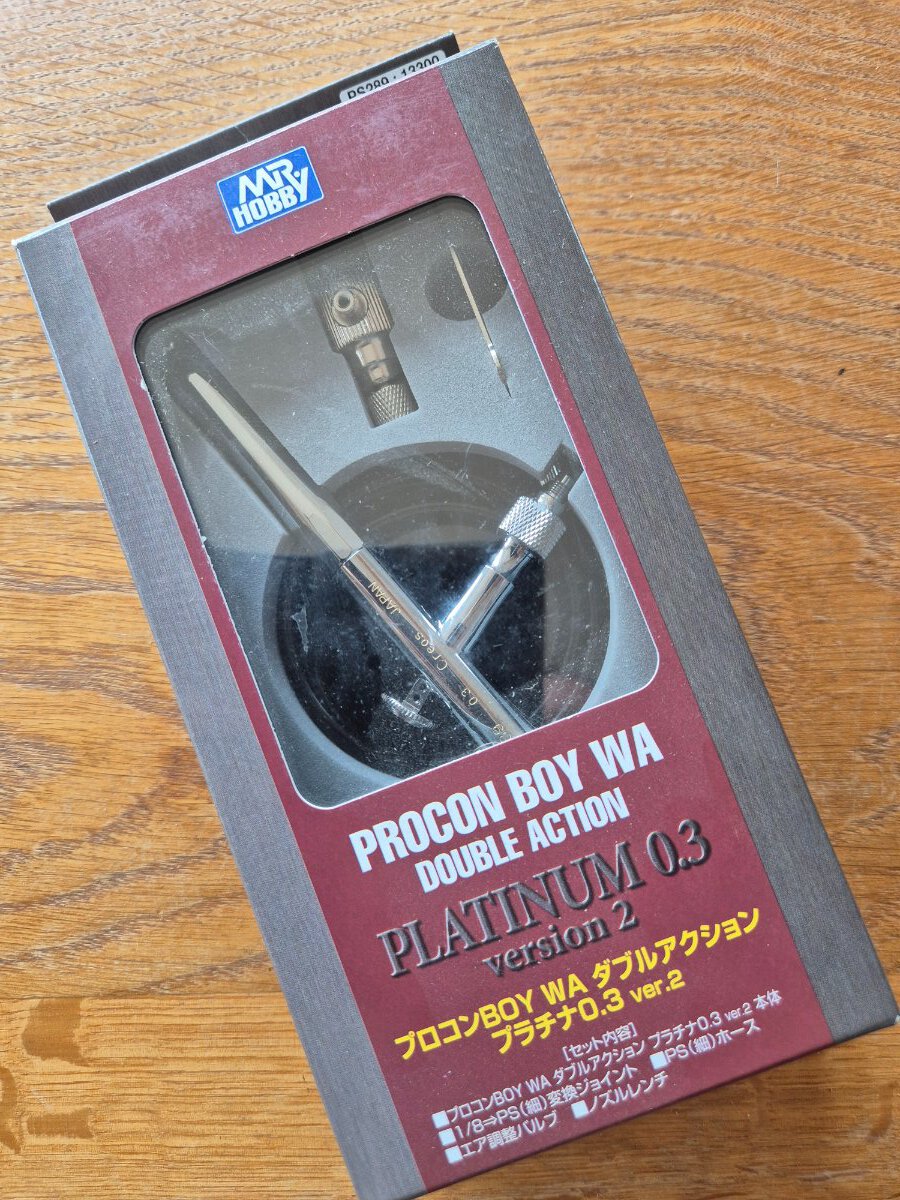 PS289 : 13300
MR.
HOBBY
JAPAN
Creos
0.3
PROCON BOY WA
DOUBLE ACTION
PLATINUM 0.3
version 2
プロコンBOY WA ダブルアクション
プラチナ0.3 ver.2
[セット内容]
■プロコンBOY WA ダブルアクション プラチナ0.3 ver.2 本体
■1/8⇒PS(細)変換ジョイント ■PS(細)ホース
■エア調整バルブ ■ノズルレンチ